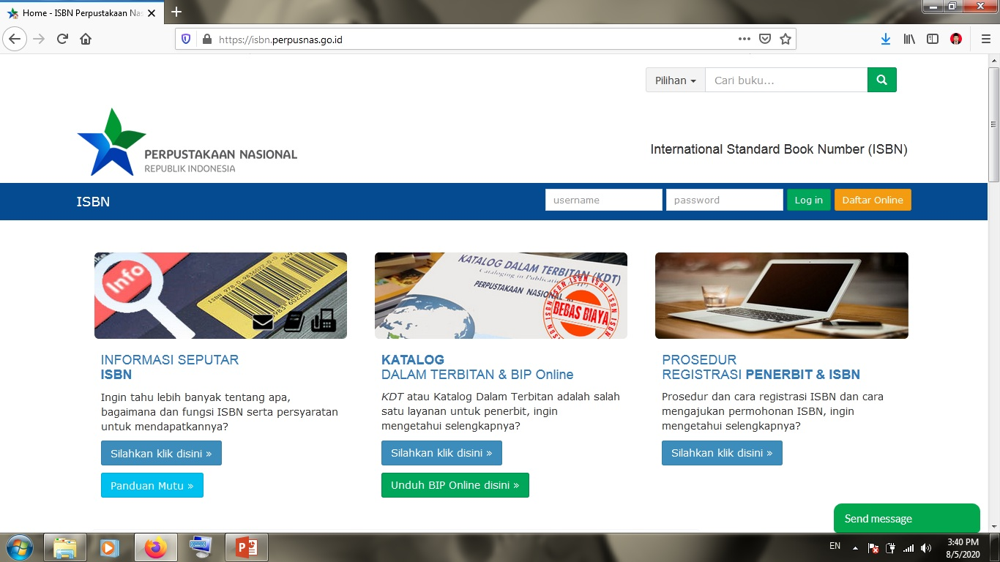 Home - ISBN Perpustakaan Nas
https://isbn.perpusnas.go.id
Pilihan
Cari buku...
PERPUSTAKAAN NASIONAL
REPUBLIK INDONESIA
International Standard Book Number (ISBN)
ISBN
username
password
Log in
Daftar Online
Info
KATALOG DALAM TERBITAN (KDT)
Cataloging in Publication
PERPUSTAKAAN NASIONAL
ISBN ISBN ISBN ISBN ISBN
BEBAS BIAYA
INFORMASI SEPUTAR
ISBN
Ingin tahu lebih banyak tentang apa,
bagaimana dan fungsi ISBN serta persyaratan
untuk mendapatkannya?
Silahkan klik disini »
Panduan Mutu »
KATALOG
DALAM TERBITAN & BIP Online
KDT atau Katalog Dalam Terbitan adalah salah
satu layanan untuk penerbit, ingin
mengetahui selengkapnya?
Silahkan klik disini »
Unduh BIP Online disini »
PROSEDUR
REGISTRASI PENERBIT & ISBN
Prosedur dan cara registrasi ISBN dan cara
mengajukan permohonan ISBN, ingin
mengetahui selengkapnya?
Silahkan klik disini »
Send message
EN
3:40 PM
8/5/2020